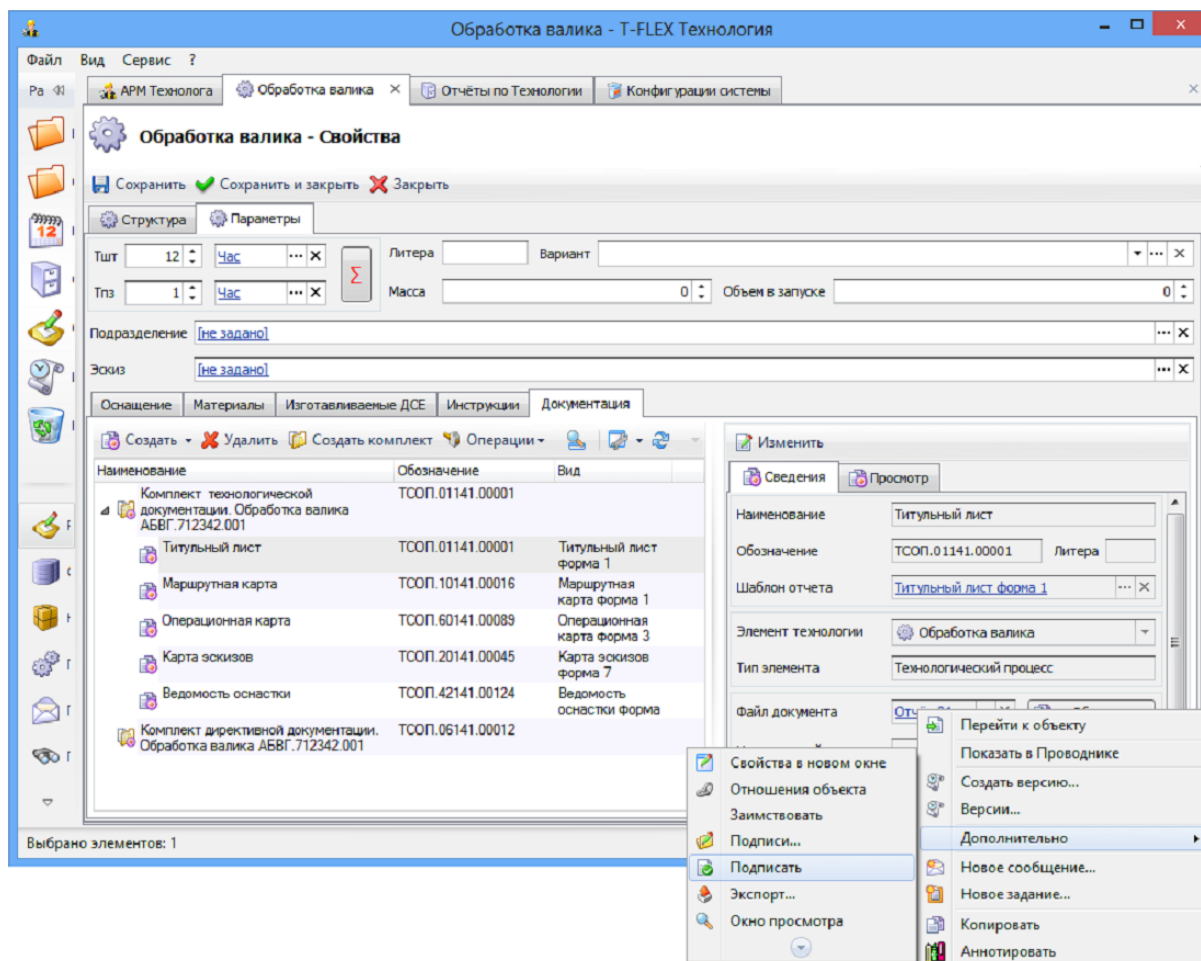 Обработка валика - T-FLEX Технология
Файл Вид Сервис ?
Ра АРМ Технолога Обработка валика Отчёты по Технологии Конфигурации системы
Обработка валика - Свойства
Сохранить Сохранить и закрыть Закрыть
Структура Параметры
Тшт 12 Час Литера Вариант
Тпз 1 Час Σ Масса 0 Объем в запуске 0
Подразделение [не задано]
Эскиз [не задано]
Оснащение Материалы Изготавливаемые ДСЕ Инструкции Документация
Создать Удалить Создать комплект Операции
Наименование Обозначение Вид
Комплект технологической документации. Обработка валика АБВГ.712342.001 ТСОП.01141.00001
Титульный лист ТСОП.01141.00001 Титульный лист форма 1
Маршрутная карта ТСОП.10141.00016 Маршрутная карта форма 1
Операционная карта ТСОП.60141.00089 Операционная карта форма 3
Карта эскизов ТСОП.20141.00045 Карта эскизов форма 7
Ведомость оснастки ТСОП.42141.00124 Ведомость оснастки форма
Комплект директивной документации. Обработка валика АБВГ.712342.001 ТСОП.06141.00012
Выбрано элементов: 1
Изменить
Сведения Просмотр
Наименование Титульный лист
Обозначение ТСОП.01141.00001 Литера
Шаблон отчета Титульный лист форма 1
Элемент технологии Обработка валика
Тип элемента Технологический процесс
Файл документа
Свойства в новом окне
Отношения объекта
Заимствовать
Подписи...
Подписать
Экспорт...
Окно просмотра
Перейти к объекту
Показать в Проводнике
Создать версию...
Версии...
Дополнительно
Новое сообщение...
Новое задание...
Копировать
Аннотировать